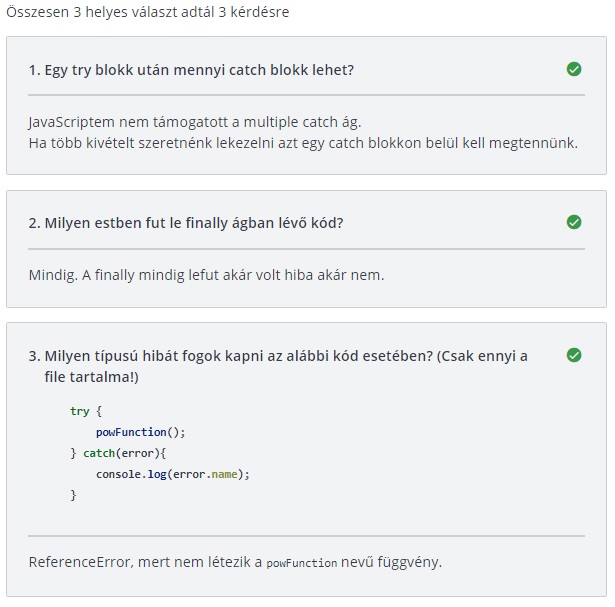 Összesen 3 helyes választ adtál 3 kérdésre
1. Egy try blokk után mennyi catch blokk lehet?
JavaScriptem nem támogatott a multiple catch ág.
Ha több kivételt szeretnénk lekezelni azt egy catch blokkon belül kell megtennünk.
2. Milyen estben fut le finally ágban lévő kód?
Mindig. A finally mindig lefut akár volt hiba akár nem.
3. Milyen típusú hibát fogok kapni az alábbi kód esetében? (Csak ennyi a
file tartalma!)
try {
    powFunction();
} catch(error){
    console.log(error.name);
}
ReferenceError, mert nem létezik a powFunction nevű függvény.